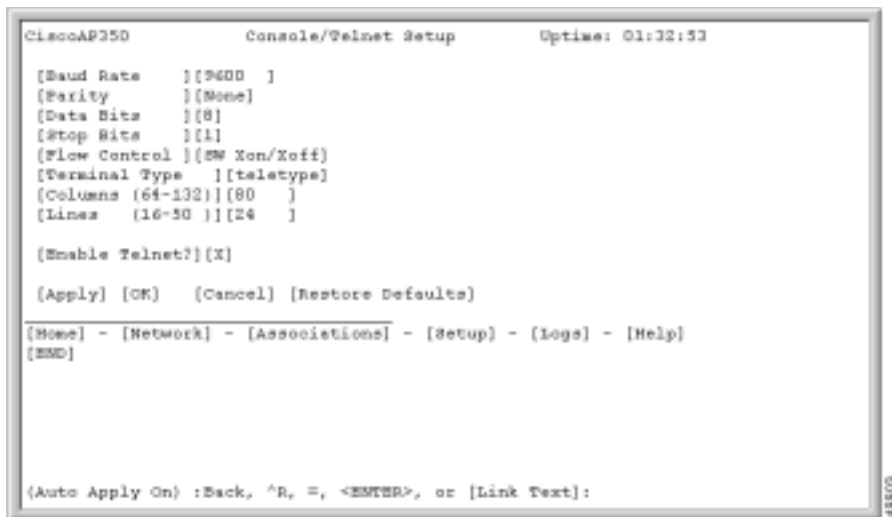 CiscoAP350 Console/Telnet Setup Uptime: 01:32:53
[Baud Rate ][9600 ]
[Parity ][None]
[Data Bits ][8]
[Stop Bits ][1]
[Flow Control ][SW Xon/Xoff]
[Terminal Type ][teletype]
[Columns (64-132)][80 ]
[Lines (16-50 )][24 ]
[Enable Telnet?][X]
[Apply] [OK] [Cancel] [Restore Defaults]
[Home] - [Network] - [Associations] - [Setup] - [Logs] - [Help]
[END]
(Auto Apply On) :Back, ^R, =, <ENTER>, or [Link Text]: